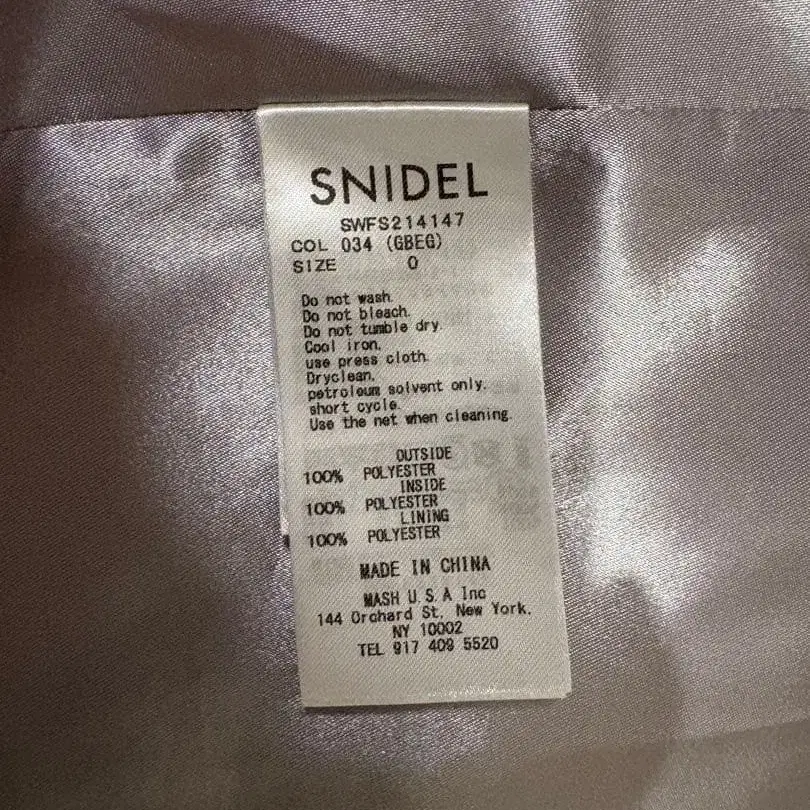 SNIDEL
SWFS214147
COL 034 (GBEG)
SIZE 0
Do not wash.
Do not bleach.
Do not tumble dry.
Cool iron.
use press cloth.
Dryclean.
petroleum solvent only.
short cycle.
Use the net when cleaning.
OUTSIDE
100% POLYESTER
INSIDE
100% POLYESTER
LINING
100% POLYESTER
MADE IN CHINA
MASH U.S.A Inc
144 Orchard St, New York,
NY 10002
TEL 917 409 5520